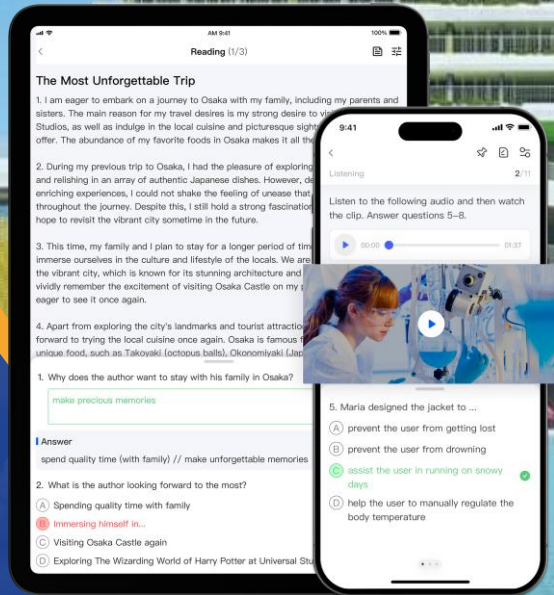 AM 9:41
100%
Reading (1/3)
The Most Unforgettable Trip
1. I am eager to embark on a journey to Osaka with my family, including my parents and
sisters. The main reason for my travel desires is my strong desire to
Studios, as well as indulge in the local cuisine and picturesque
offer. The abundance of my favorite foods in Osaka makes it all
2. During my previous trip to Osaka, I had the pleasure of exploring
and relishing in an array of authentic Japanese dishes. However,
enriching experiences, I could not shake the feeling of unease that
throughout the journey. Despite this, I still hold a strong
hope to revisit the vibrant city sometime in the future.
3. This time, my family and I plan to stay for a longer period of
immerse ourselves in the culture and lifestyle of the locals. We are
the vibrant city, which is known for its stunning architecture and
vividly remember the excitement of visiting Osaka Castle on my
eager to see it once again.
4. Apart from exploring the city's landmarks and tourist
forward to trying the local cuisine once again. Osaka is famous
unique food, such as Takoyaki (octopus balls), Okonomiyaki
1. Why does the author want to stay with his family in Osaka?
make precious memories
Answer
spend quality time (with family) // make unforgettable memories
2. What is the author looking forward to the most?
A Spending quality time with family
B Immersing himself in...
C Visiting Osaka Castle again
D Exploring The Wizarding World of Harry Potter at Universal
9:41
Listening
2/11
Listen to the following audio and then watch
the clip. Answer questions 5–8.
00:00
01:37
5. Maria designed the jacket to ...
A prevent the user from getting lost
B prevent the user from drowning
C assist the user in running on snowy
days
D help the user to manually regulate the
body temperature